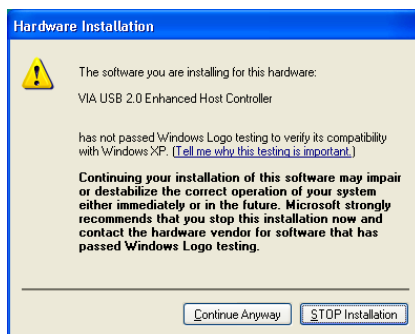 Hardware Installation
The software you are installing for this hardware:
VIA USB 2.0 Enhanced Host Controller
has not passed Windows Logo testing to verify its compatibility
with Windows XP. (Tell me why this testing is important.)
Continuing your installation of this software may impair
or destabilize the correct operation of your system
either immediately or in the future. Microsoft strongly
recommends that you stop this installation now and
contact the hardware vendor for software that has
passed Windows Logo testing.
Continue Anyway STOP Installation